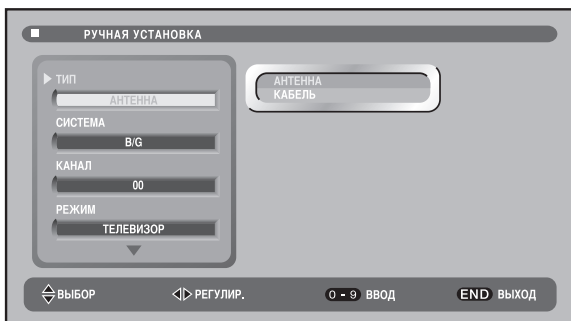 РУЧНАЯ УСТАНОВКА
ТИП
АНТЕННА
СИСТЕМА
B/G
КАНАЛ
00
РЕЖИМ
ТЕЛЕВИЗОР
АНТЕННА
КАБЕЛЬ
ВЫБОР РЕГУЛИР. 0 - 9 ВВОД END ВЫХОД